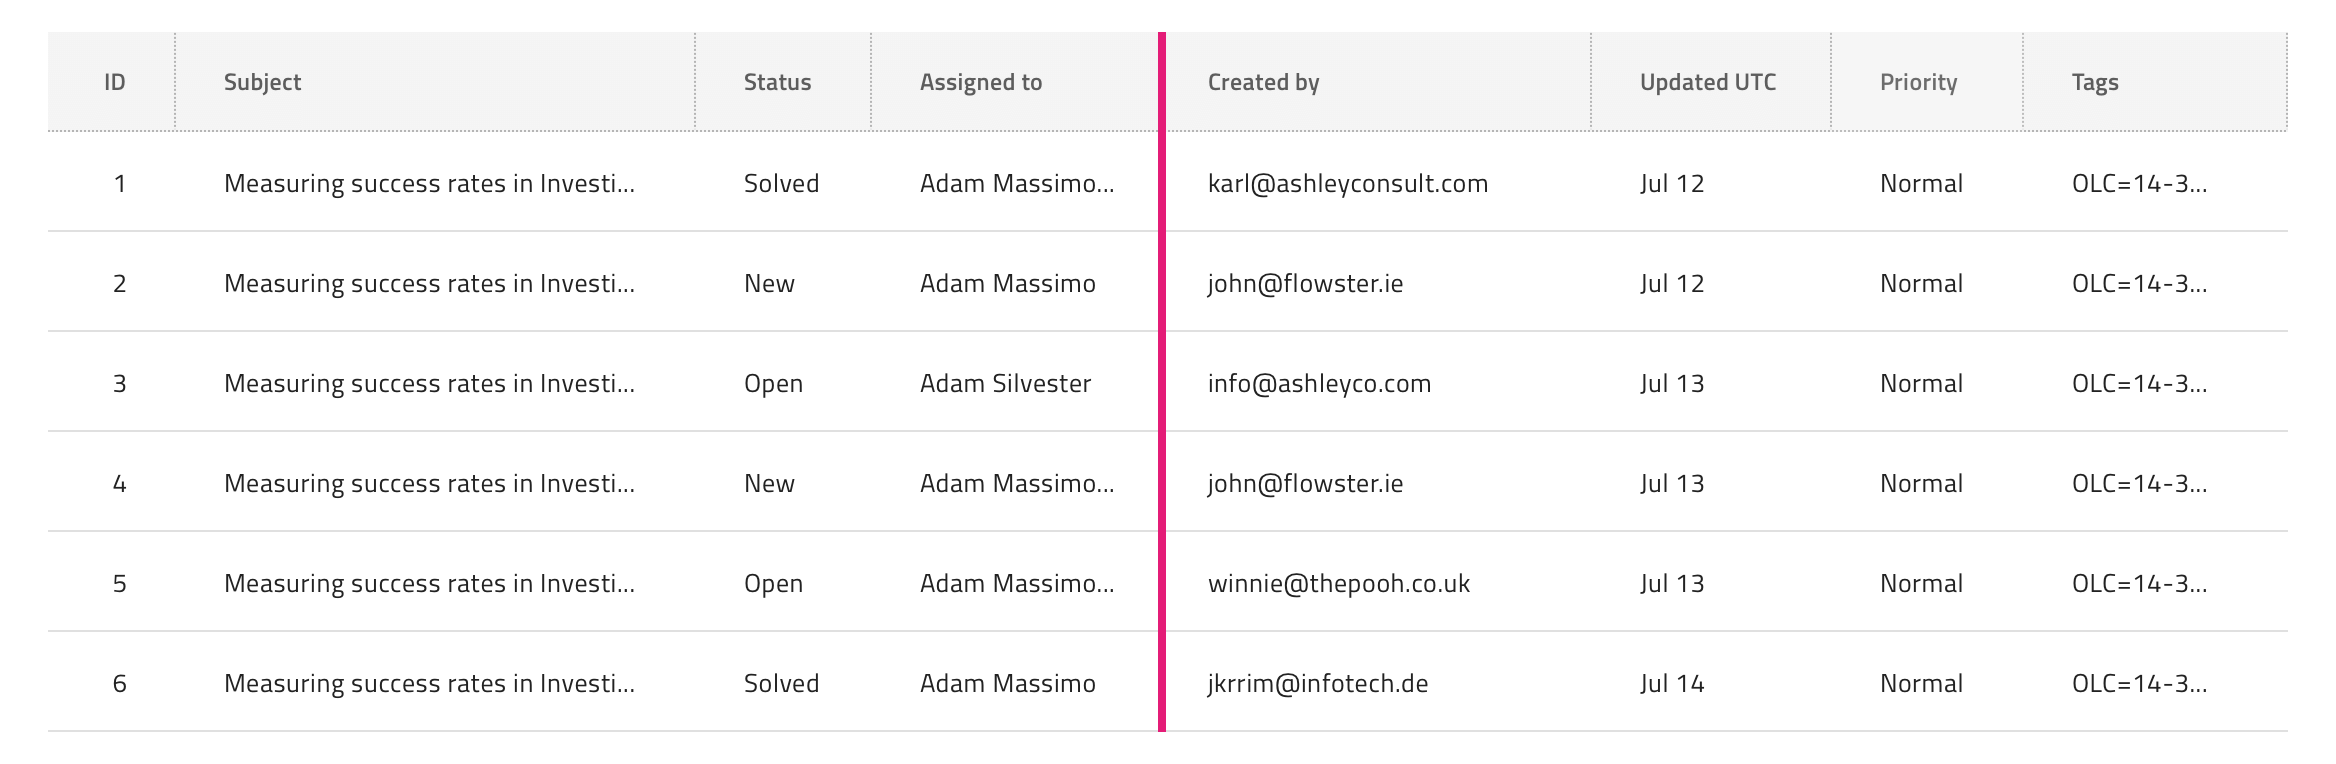 ID Subject Status Assigned to Created by Updated UTC Priority Tags
1 Measuring success rates in Investi... Solved Adam Massimo... karl@ashleyconsult.com Jul 12 Normal OLC=14-3...
2 Measuring success rates in Investi... New Adam Massimo john@flowster.ie Jul 12 Normal OLC=14-3...
3 Measuring success rates in Investi... Open Adam Silvester info@ashleyco.com Jul 13 Normal OLC=14-3...
4 Measuring success rates in Investi... New Adam Massimo... john@flowster.ie Jul 13 Normal OLC=14-3...
5 Measuring success rates in Investi... Open Adam Massimo... winnie@thepooh.co.uk Jul 13 Normal OLC=14-3...
6 Measuring success rates in Investi... Solved Adam Massimo jkrrim@infotech.de Jul 14 Normal OLC=14-3...